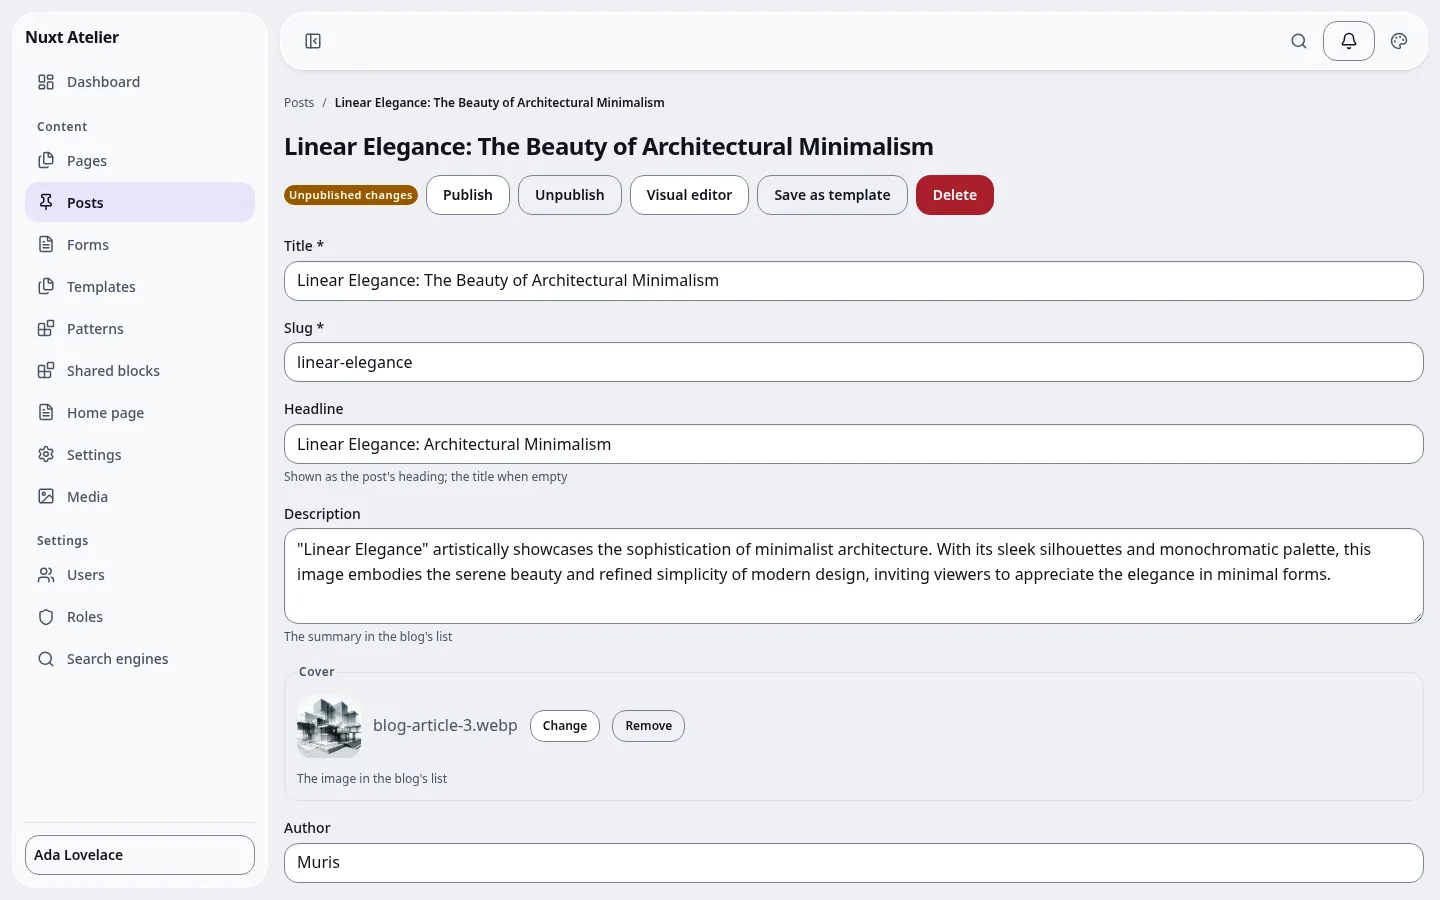 Nuxt Atelier
Dashboard
Content
Pages
Posts
Forms
Templates
Patterns
Shared blocks
Home page
Settings
Media
Settings
Users
Roles
Search engines
Ada Lovelace
Posts / Linear Elegance: The Beauty of Architectural Minimalism
Linear Elegance: The Beauty of Architectural Minimalism
Unpublished changes Publish Unpublish Visual editor Save as template Delete
Title *
Linear Elegance: The Beauty of Architectural Minimalism
Slug *
linear-elegance
Headline
Linear Elegance: Architectural Minimalism
Shown as the post's heading; the title when empty
Description
"Linear Elegance" artistically showcases the sophistication of minimalist architecture. With its sleek silhouettes and monochromatic palette, this
image embodies the serene beauty and refined simplicity of modern design, inviting viewers to appreciate the elegance in minimal forms.
The summary in the blog's list
Cover
blog-article-3.webp Change Remove
The image in the blog's list
Author
Muris